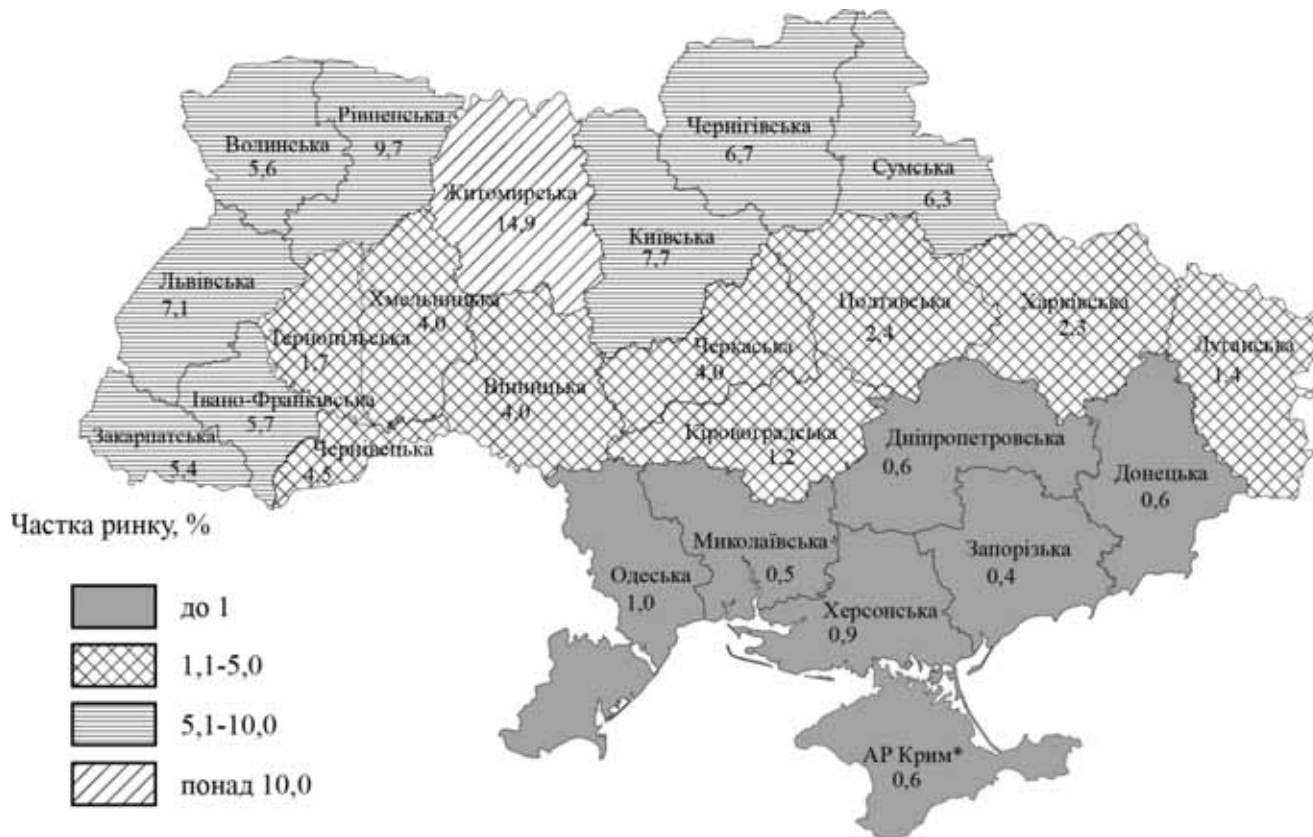 Рівненська
9,7
Волинська
5,6
Житомирська
14,9
Чернігівська
6,7
Сумська
6,3
Київська
7,7
Львівська
7,1
Хмельницька
4,0
Тернопільська
1,7
Вінницька
4,0
Черкаська
4,0
Полтавська
2,4
Харківська
2,3
Луганська
1,4
Івано-Франківська
5,7
Закарпатська
5,4
Чернівецька
4,5
Кіровоградська
1,2
Дніпропетровська
0,6
Донецька
0,6
Миколаївська
0,5
Запорізька
0,4
Одеська
1,0
Херсонська
0,9
АР Крим*
0,6
Частка ринку, %
до 1
1,1-5,0
5,1-10,0
понад 10,0